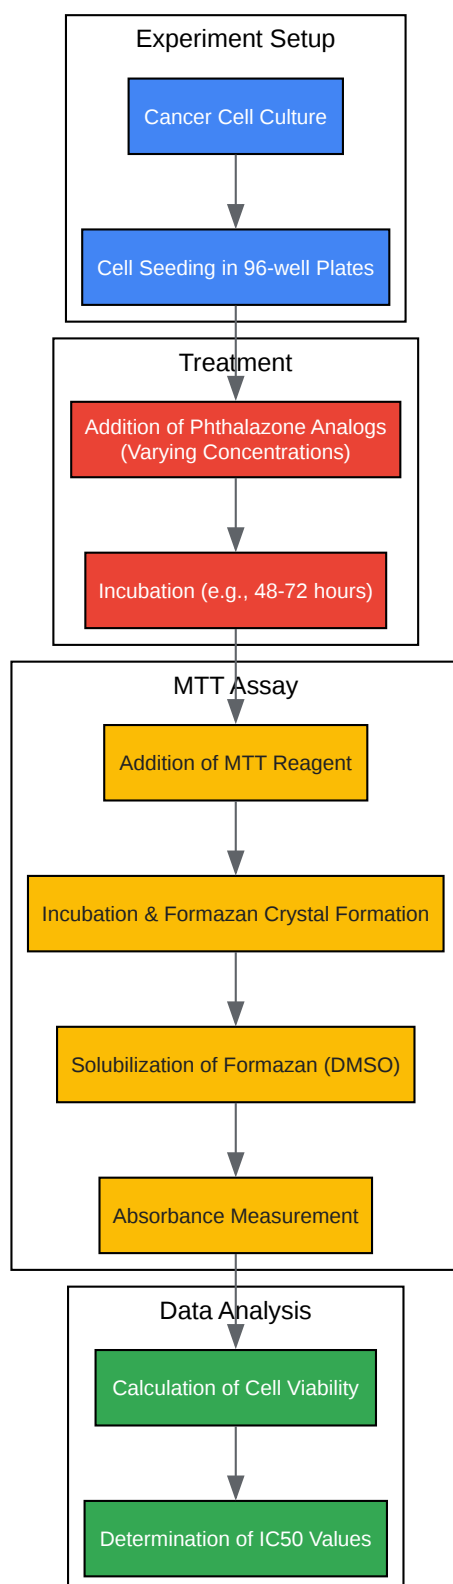 Experiment Setup
Cancer Cell Culture
Cell Seeding in 96-well Plates
Treatment
Addition of Phthalazone Analogs
(Varying Concentrations)
Incubation (e.g., 48-72 hours)
MTT Assay
Addition of MTT Reagent
Incubation & Formazan Crystal Formation
Solubilization of Formazan (DMSO)
Absorbance Measurement
Data Analysis
Calculation of Cell Viability
Determination of IC50 Values